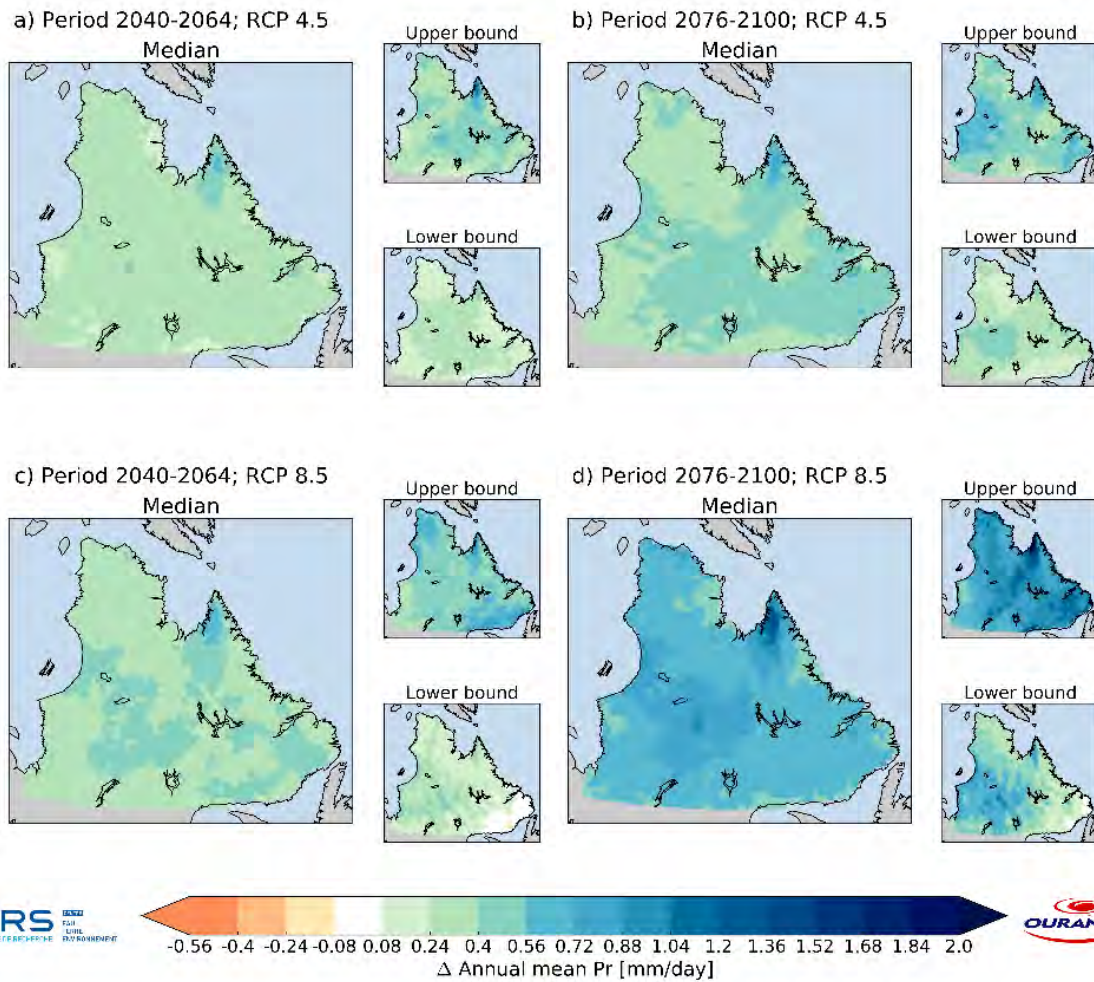 a) Period 2040-2064; RCP 4.5
Median
Upper bound
Lower bound
b) Period 2076-2100; RCP 4.5
Median
Upper bound
Lower bound
c) Period 2040-2064; RCP 8.5
Median
Upper bound
Lower bound
d) Period 2076-2100; RCP 8.5
Median
Upper bound
Lower bound
RS
EAU
TERRE
ENVIRONNEMENT
-0.56 -0.4 -0.24 -0.08 0.08 0.24 0.4 0.56 0.72 0.88 1.04 1.2 1.36 1.52 1.68 1.84 2.0
Δ Annual mean Pr [mm/day]
OURAN